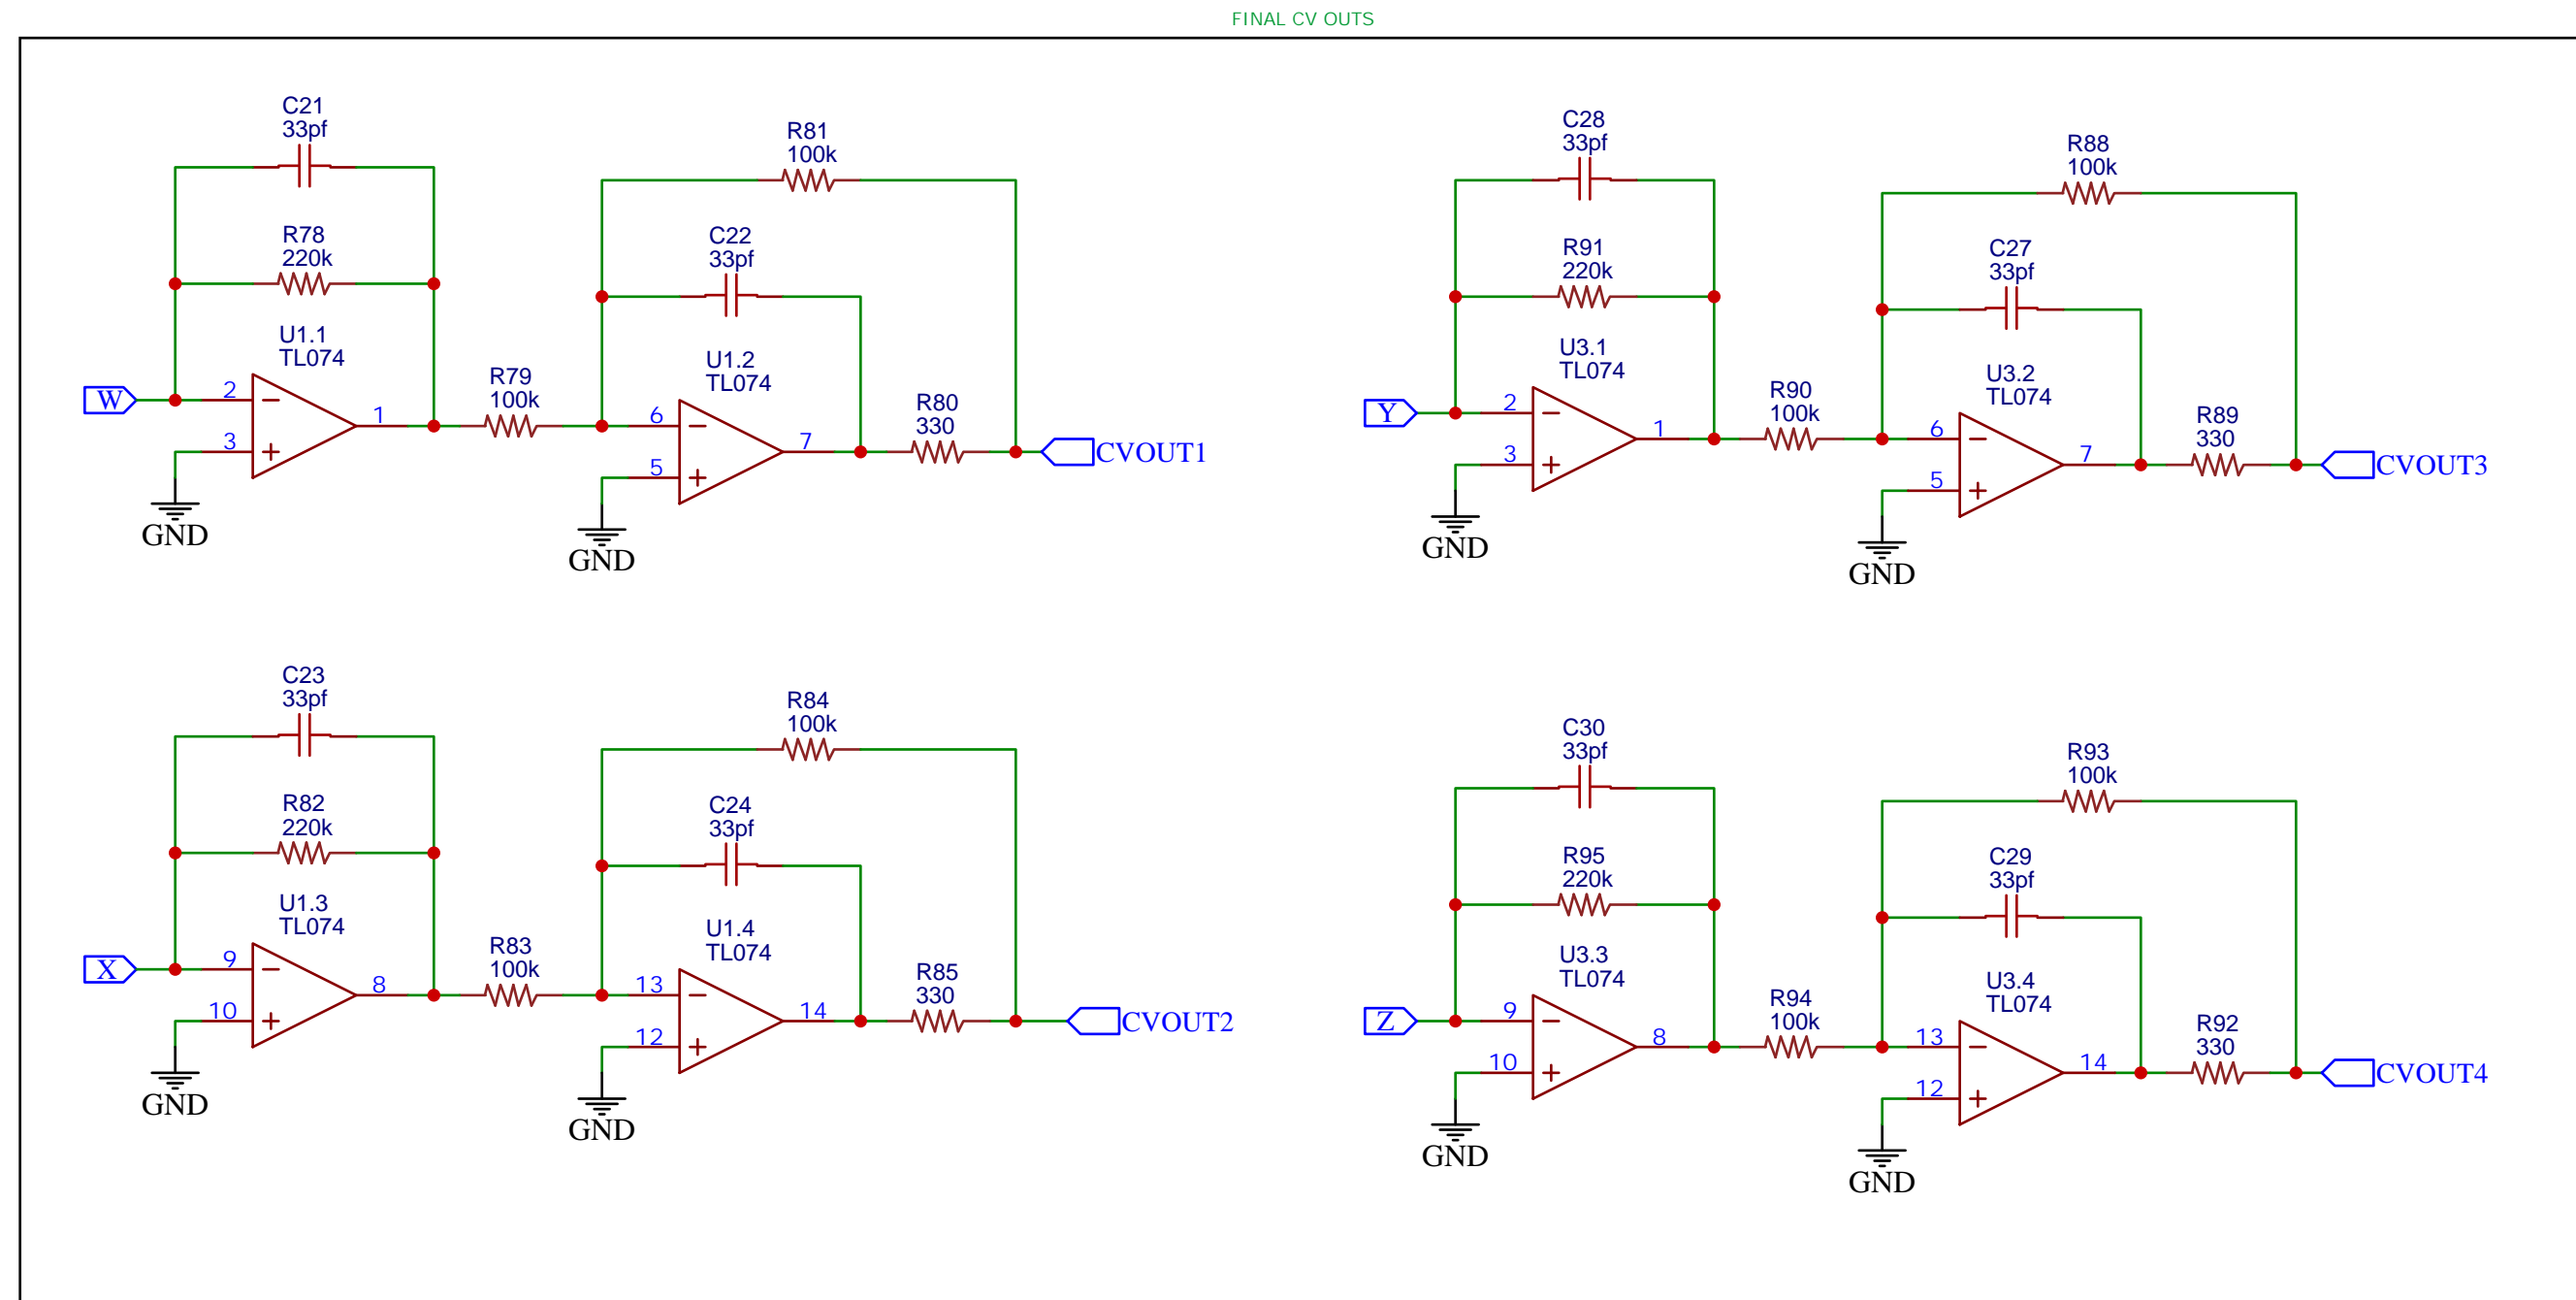 FINAL CV OUTS
C21
33pf
R78
220k
U1.1
TL074
W
2
3
1
GND
R79
100k
R81
100k
C22
33pf
U1.2
TL074
6
5
7
GND
R80
330
CVOUT1
C28
33pf
R91
220k
U3.1
TL074
Y
2
3
1
GND
R90
100k
R88
100k
C27
33pf
U3.2
TL074
6
5
7
GND
R89
330
CVOUT3
C23
33pf
R82
220k
U1.3
TL074
X
9
10
8
GND
R83
100k
R84
100k
C24
33pf
U1.4
TL074
13
12
14
GND
R85
330
CVOUT2
C30
33pf
R95
220k
U3.3
TL074
Z
9
10
8
GND
R94
100k
R93
100k
C29
33pf
U3.4
TL074
13
12
14
GND
R92
330
CVOUT4